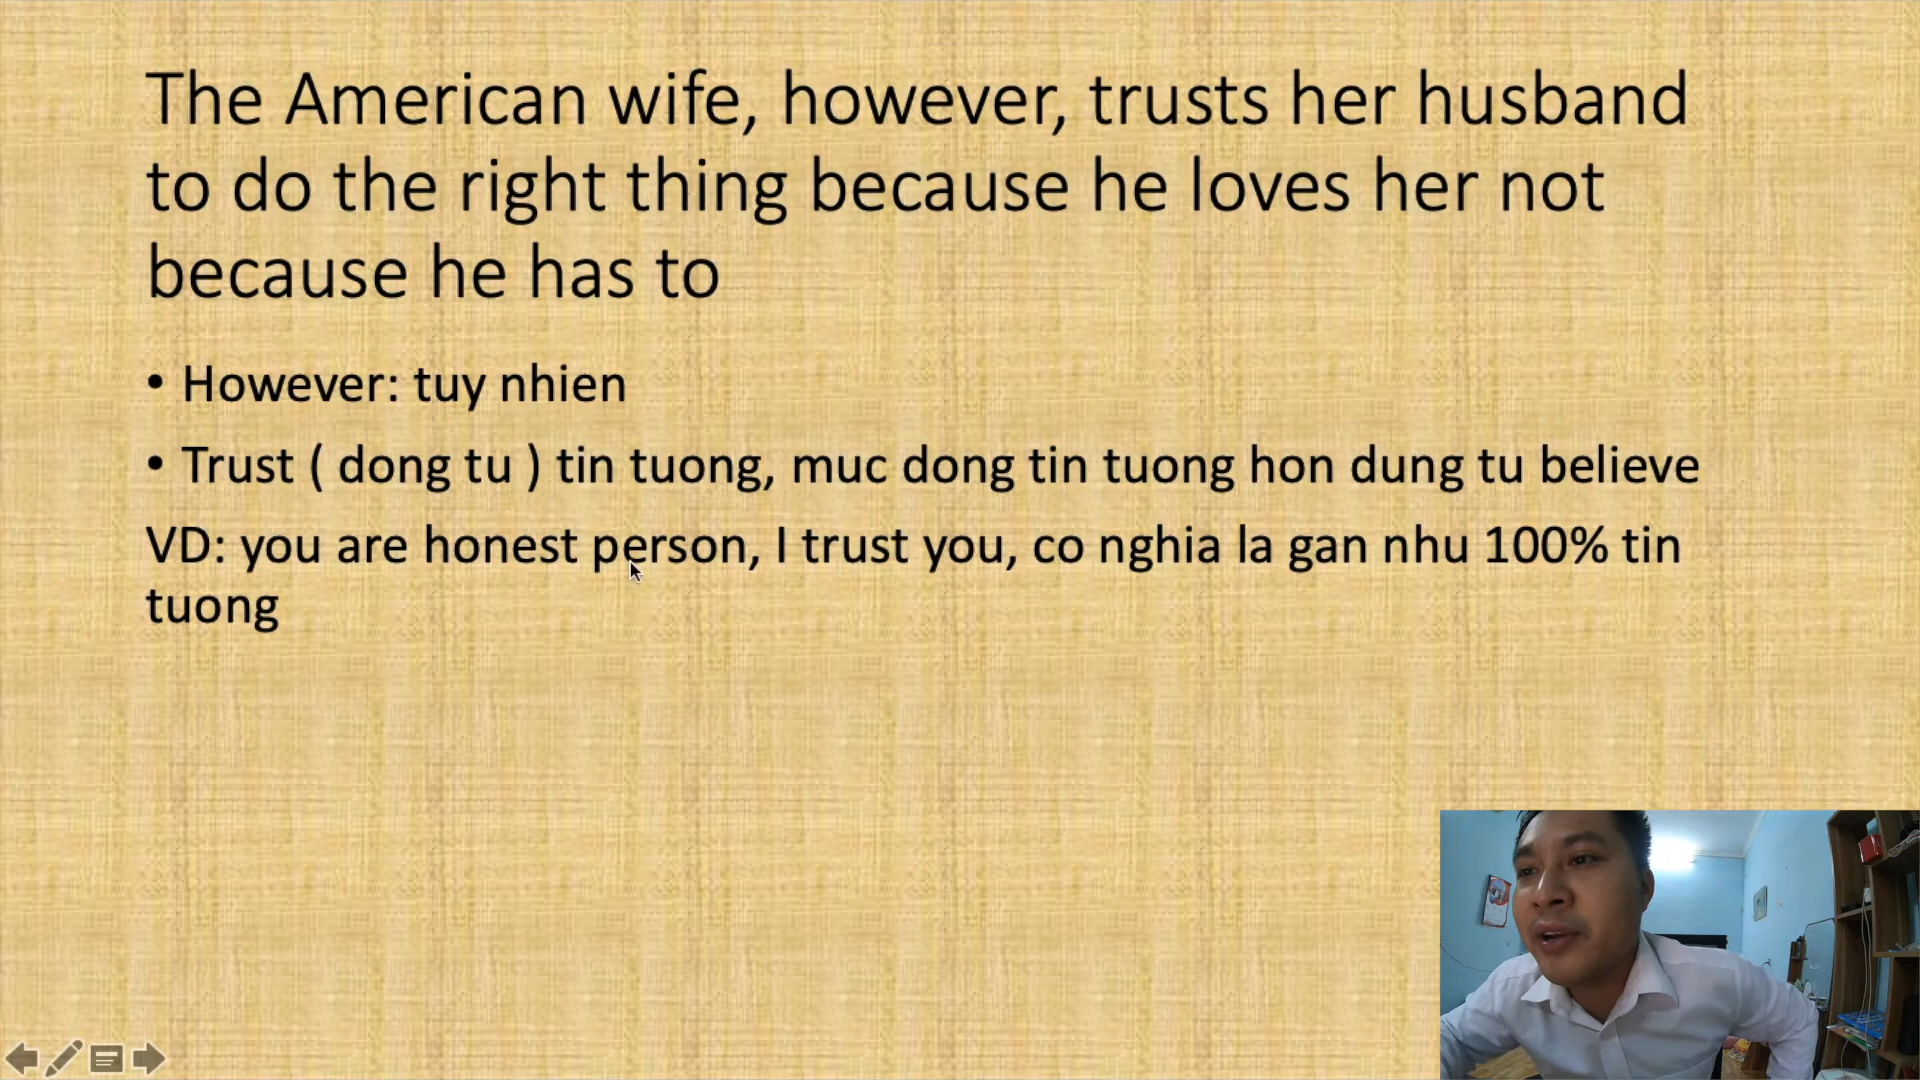 The American wife, however, trusts her husband
to do the right thing because he loves her not
because he has to
• However: tuy nhien
• Trust ( dong tu ) tin tuong, muc dong tin tuong hon dung tu believe
VD: you are honest person, I trust you, co nghia la gan nhu 100% tin
tuong